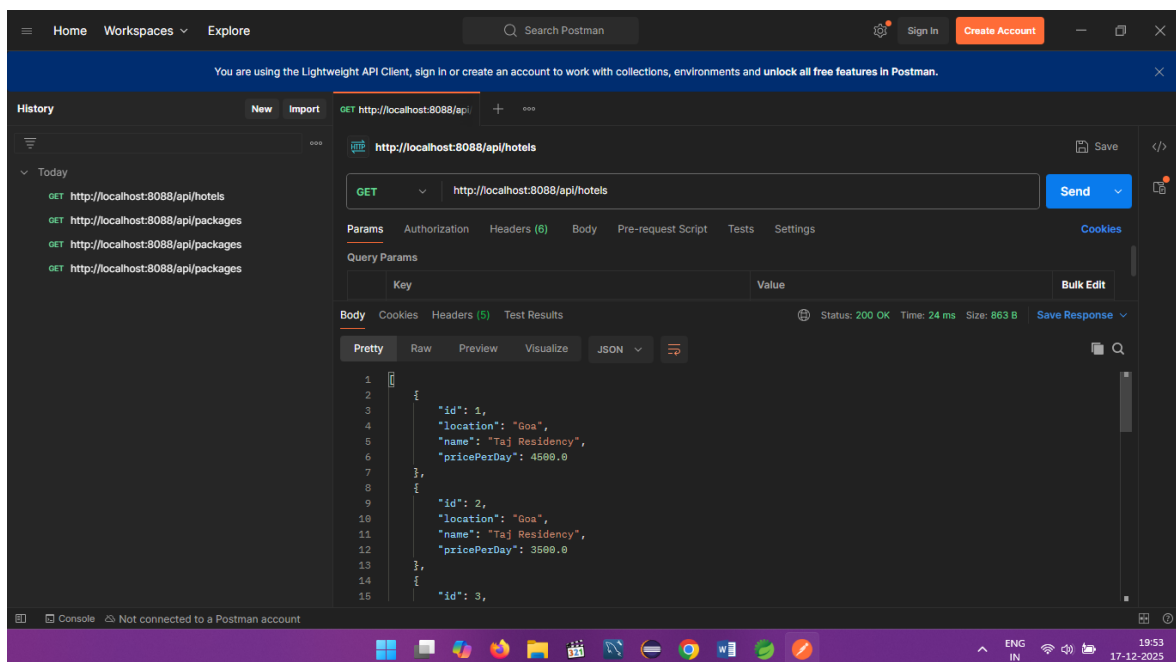 Home Workspaces Explore Search Postman Sign In Create Account
You are using the Lightweight API Client, sign in or create an account to work with collections, environments and unlock all free features in Postman.
History New Import GET http://localhost:8088/api/
HTTP http://localhost:8088/api/hotels Save
Today
GET http://localhost:8088/api/hotels
GET http://localhost:8088/api/packages
GET http://localhost:8088/api/packages
GET http://localhost:8088/api/packages
GET http://localhost:8088/api/hotels Send
Params Authorization Headers (6) Body Pre-request Script Tests Settings Cookies
Query Params
Key Value Bulk Edit
Body Cookies Headers (5) Test Results Status: 200 OK Time: 24 ms Size: 863 B Save Response
Pretty Raw Preview Visualize JSON
1 [
2 {
3 "id": 1,
4 "location": "Goa",
5 "name": "Taj Residency",
6 "pricePerDay": 4500.0
7 },
8 {
9 "id": 2,
10 "location": "Goa",
11 "name": "Taj Residency",
12 "pricePerDay": 3500.0
13 },
14 {
15 "id": 3,
Console Not connected to a Postman account
321 W ENG 19:53
IN 17-12-2025